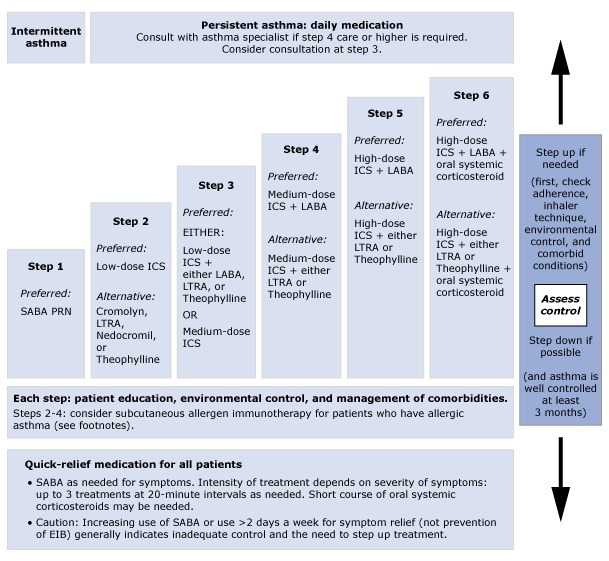 Intermittent
asthma
Persistent asthma: daily medication
Consult with asthma specialist if step 4 care or higher is required.
Consider consultation at step 3.
Step 1
Preferred:
SABA PRN
Step 2
Preferred:
Low-dose ICS
Alternative:
Cromolyn,
LTRA,
Nedocromil,
or
Theophylline
Step 3
Preferred:
EITHER:
Low-dose
ICS +
either LABA,
LTRA, or
Theophylline
OR
Medium-dose
ICS
Step 4
Preferred:
Medium-dose
ICS + LABA
Alternative:
Medium-dose
ICS + either
LTRA or
Theophylline
Step 5
Preferred:
High-dose
ICS + LABA
Alternative:
High-dose
ICS + either
LTRA or
Theophylline
Step 6
Preferred:
High-dose
ICS + LABA +
oral systemic
corticosteroid
Alternative:
High-dose
ICS + either
LTRA or
Theophylline +
oral systemic
corticosteroid
Step up if
needed
(first, check
adherence,
inhaler
technique,
environmental
control, and
comorbid
conditions)
Assess
control
Step down if
possible
(and asthma is
well controlled
at least
3 months)
Each step: patient education, environmental control, and management of comorbidities.
Steps 2-4: consider subcutaneous allergen immunotherapy for patients who have allergic
asthma (see footnotes).
Quick-relief medication for all patients
• SABA as needed for symptoms. Intensity of treatment depends on severity of symptoms:
up to 3 treatments at 20-minute intervals as needed. Short course of oral systemic
corticosteroids may be needed.
• Caution: Increasing use of SABA or use >2 days a week for symptom relief (not prevention
of EIB) generally indicates inadequate control and the need to step up treatment.